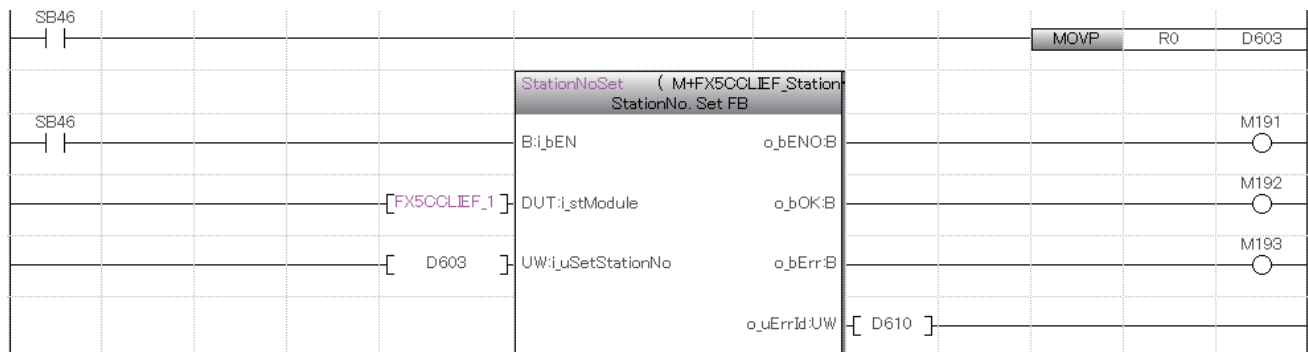 SB46
MOVP R0 D603
StationNoSet ( M+FX5CCLIEF_Station
StationNo. Set FB
SB46
B:i_bEN o_bENO:B M191
FX5CCLIEF_1 DUT:i_stModule o_bOK:B M192
D603 UW:i_uSetStationNo o_bErr:B M193
o_uErrId:UW D610